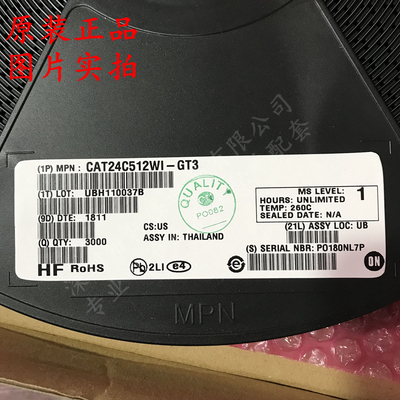 原装正品
图片实拍
(1P) MPN : CAT24C512WI-GT3
(1T) LOT: UBH110037B
(9D) DTE: 1811
(Q) QTY: 3000
CS:US
ASSY IN: THAILAND
QUALITY
PO082
MS LEVEL: 1
HOURS: UNLIMITED
TEMP: 260C
SEALED DATE: N/A
(21L) ASSY LOC: UB
(S) SERIAL NBR: PO180NL7P
HF RoHS
Pb 2LI e4
ON
MPN